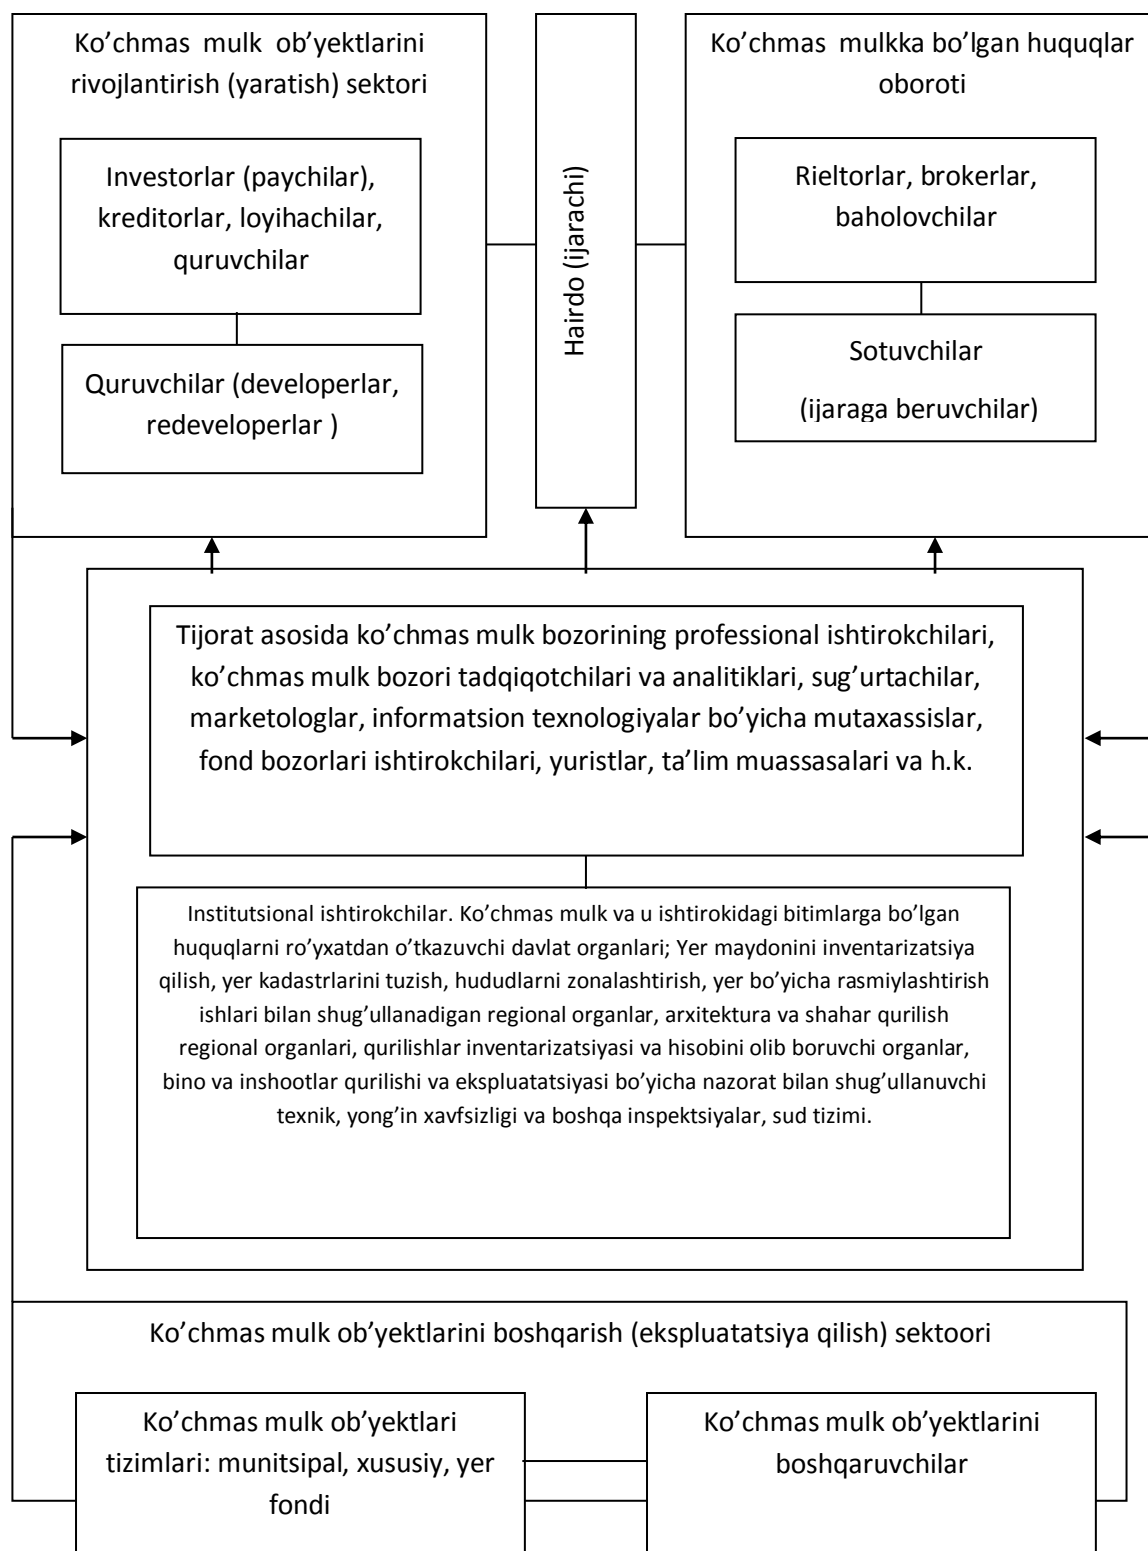 Ko’chmas mulk ob’yektlarini
rivojlantirish (yaratish) sektori
Investorlar (paychilar),
kreditorlar, loyihachilar,
quruvchilar
Quruvchilar (developerlar,
redeveloperlar )
Hairdo (ijarachi)
Ko’chmas mulkka bo’lgan huquqlar
oboroti
Rieltorlar, brokerlar,
baholovchilar
Sotuvchilar
(ijaraga beruvchilar)
Tijorat asosida ko’chmas mulk bozorining professional ishtirokchilari,
ko’chmas mulk bozori tadqiqotchilari va analitiklari, sug’urtachilar,
marketologlar, informatsion texnologiyalar bo’yicha mutaxassislar,
fond bozorlari ishtirokchilari, yuristlar, ta’lim muassasalari va h.k.
Institutsional ishtirokchilar. Ko’chmas mulk va u ishtirokidagi bitimlarga bo’lgan
huquqlarni ro’yxatdan o’tkazuvchi davlat organlari; Yer maydonini inventarizatsiya
qilish, yer kadastrlarini tuzish, hududlarni zonalashtirish, yer bo’yicha rasmiylashtirish
ishlari bilan shug’ullanadigan regional organlar, arxitektura va shahar qurilish
regional organlari, qurilishlar inventarizatsiyasi va hisobini olib boruvchi organlar,
bino va inshootlar qurilishi va ekspluatatsiyasi bo’yicha nazorat bilan shug’ullanuvchi
texnik, yong’in xavfsizligi va boshqa inspektsiyalar, sud tizimi.
Ko’chmas mulk ob’yektlarini boshqarish (ekspluatatsiya qilish) sektoori
Ko’chmas mulk ob’yektlari
tizimlari: munitsipal, xususiy, yer
fondi
Ko’chmas mulk ob’yektlarini
boshqaruvchilar